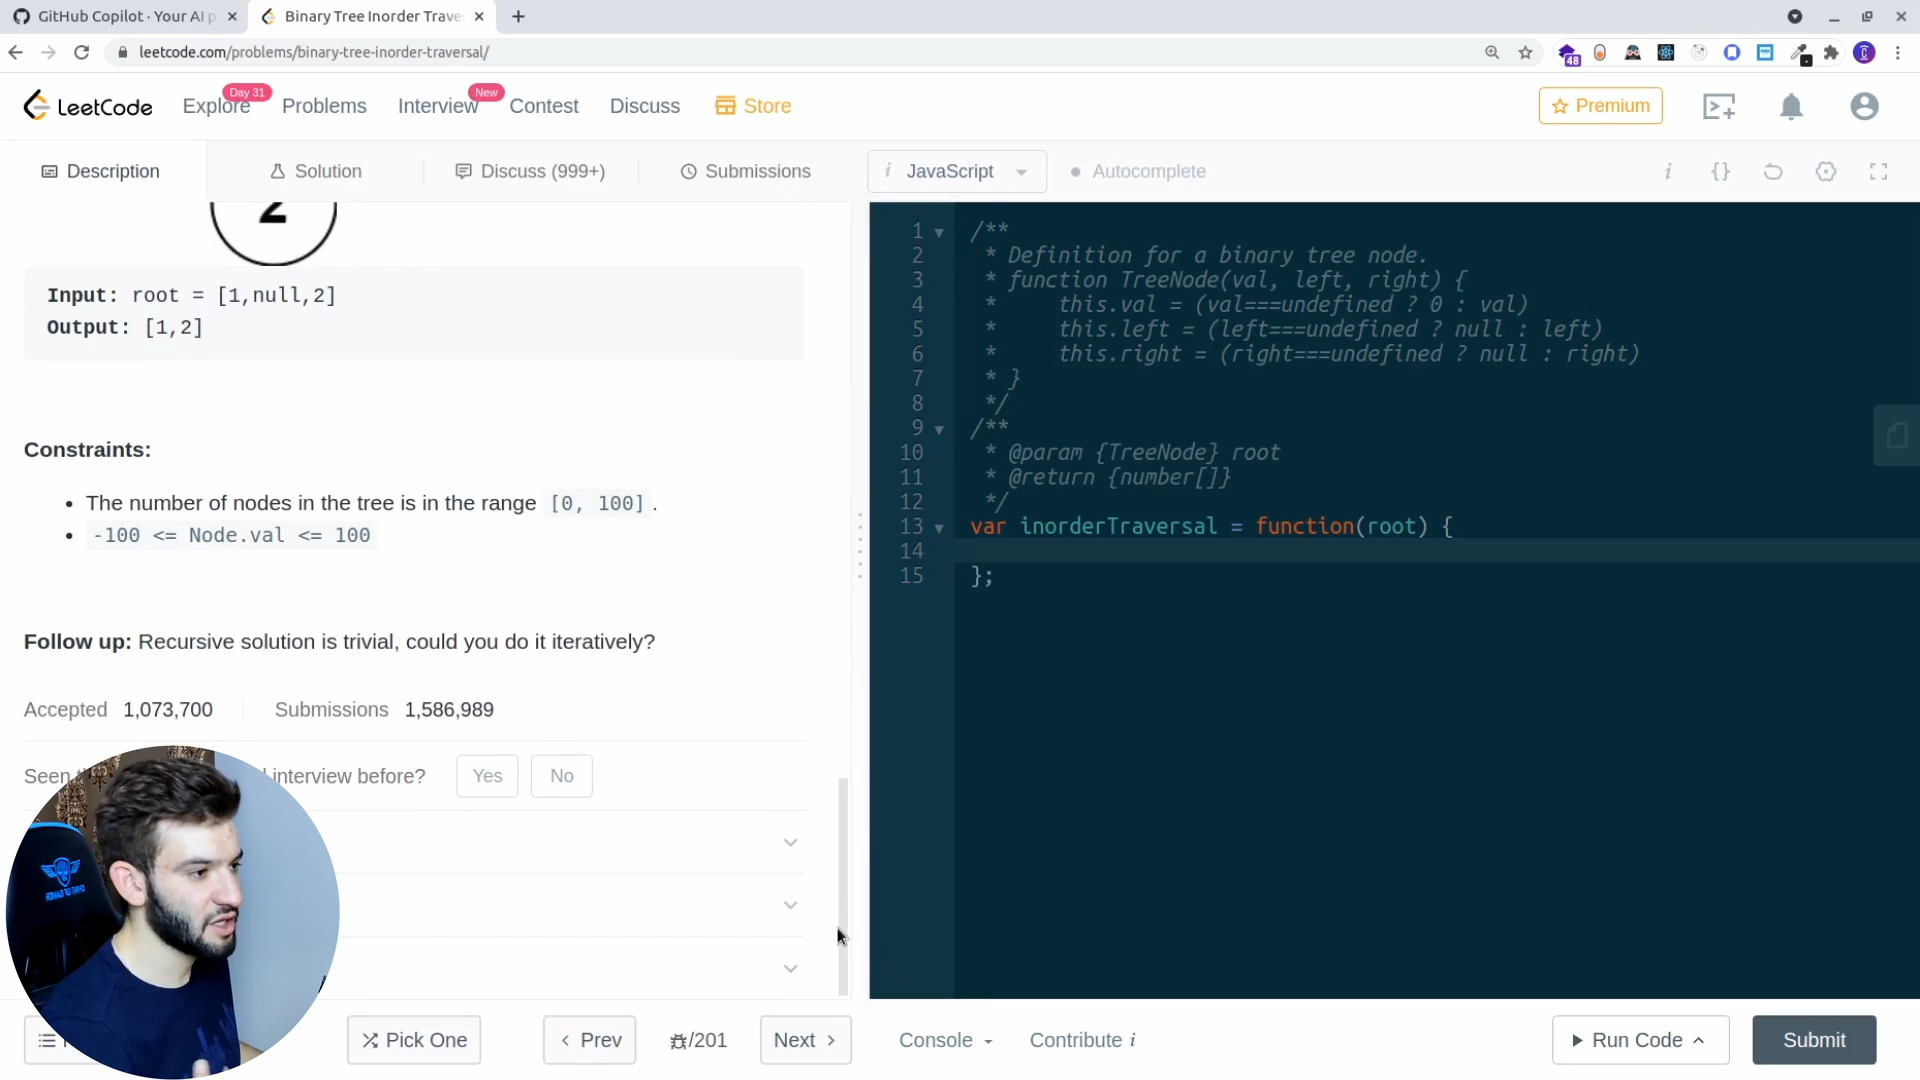 GitHub Copilot · Your AI p
Binary Tree Inorder Trave
leetcode.com/problems/binary-tree-inorder-traversal/
48
LeetCode
Explore
Day 31
Problems
Interview
New
Contest
Discuss
Store
Premium
Description
Solution
Discuss (999+)
Submissions
i JavaScript
Autocomplete
i {}
2
Input: root = [1,null,2]
Output: [1,2]
Constraints:
• The number of nodes in the tree is in the range [0, 100] .
• -100 <= Node.val <= 100
Follow up: Recursive solution is trivial, could you do it iteratively?
Accepted 1,073,700
Submissions 1,586,989
Seen
interview before?
Yes
No
Pick One
Prev
/201
Next
1 /**
2 * Definition for a binary tree node.
3 * function TreeNode(val, left, right) {
4 * this.val = (val===undefined ? 0 : val)
5 * this.left = (left===undefined ? null : left)
6 * this.right = (right===undefined ? null : right)
7 * }
8 */
9 /**
10 * @param {TreeNode} root
11 * @return {number[]}
12 */
13 var inorderTraversal = function(root) {
14
15 };
Console
Contribute i
Run Code
Submit